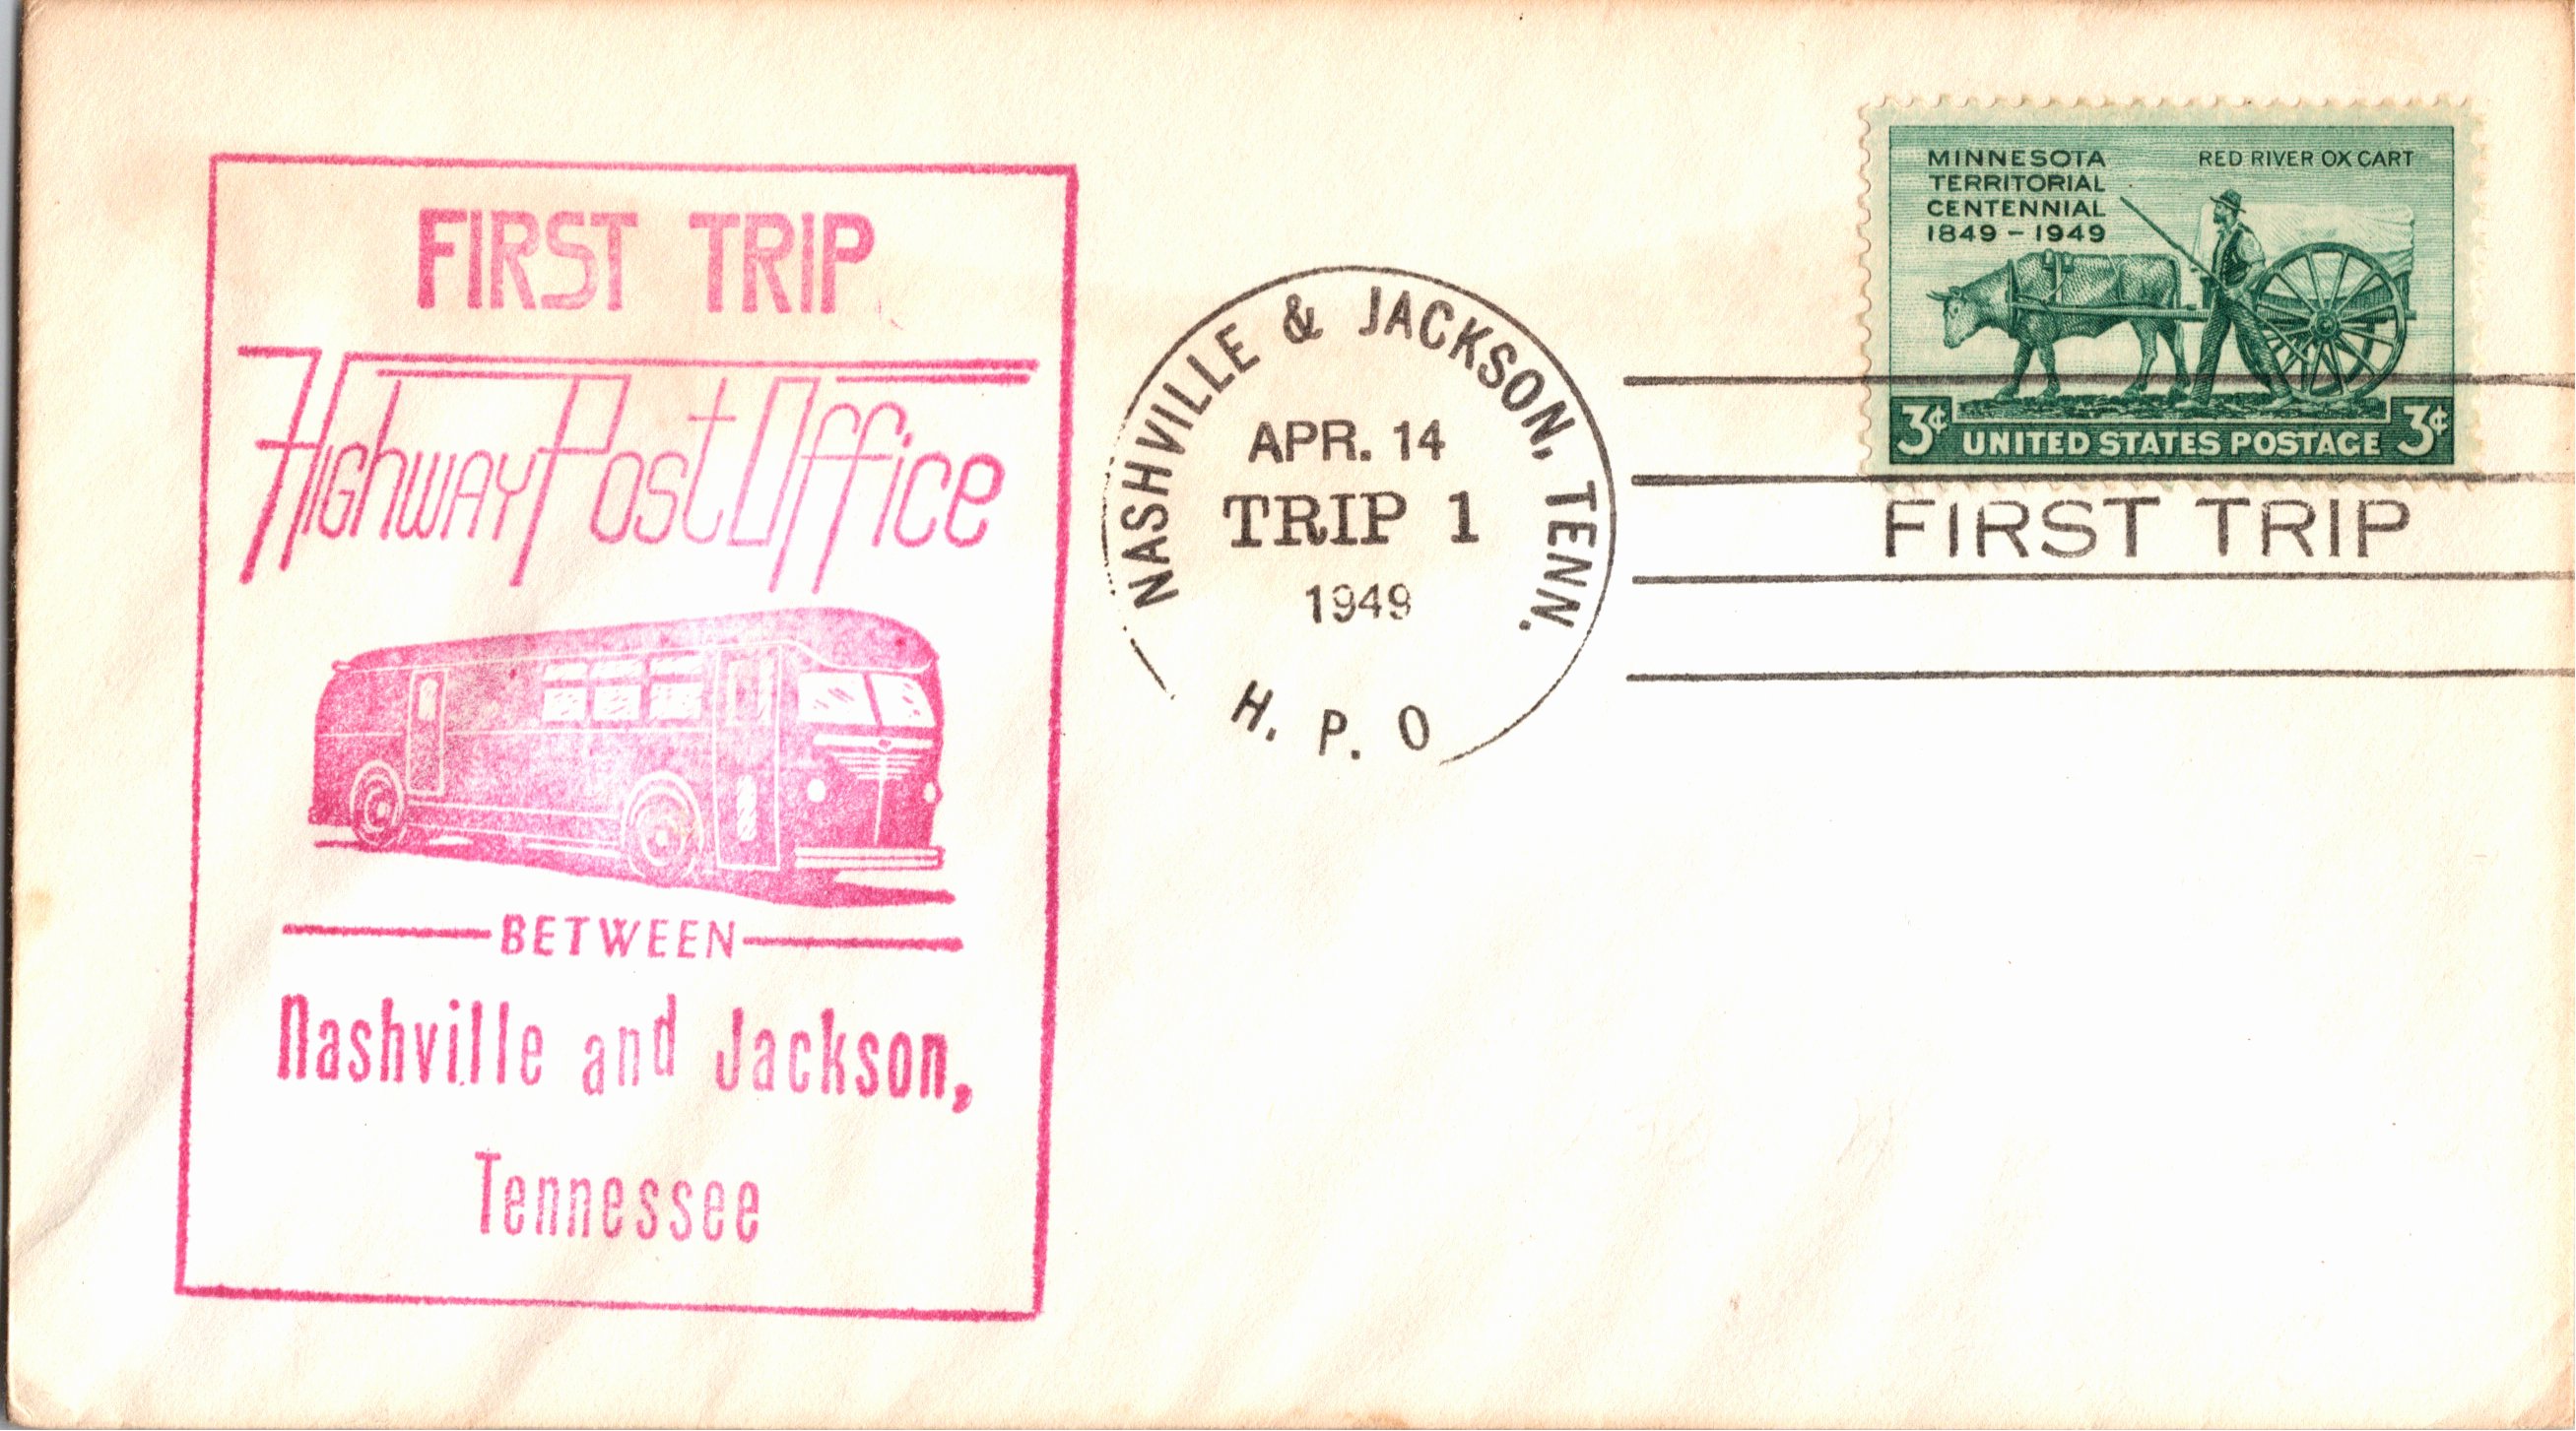 FIRST TRIP
Highway Post Office
BETWEEN
Nashville and Jackson,
Tennessee
NASHVILLE & JACKSON, TENN.
APR. 14
TRIP 1
1949
H. P. O
MINNESOTA
TERRITORIAL
CENTENNIAL
1849 – 1949
RED RIVER OX CART
3¢ UNITED STATES POSTAGE 3¢
FIRST TRIP